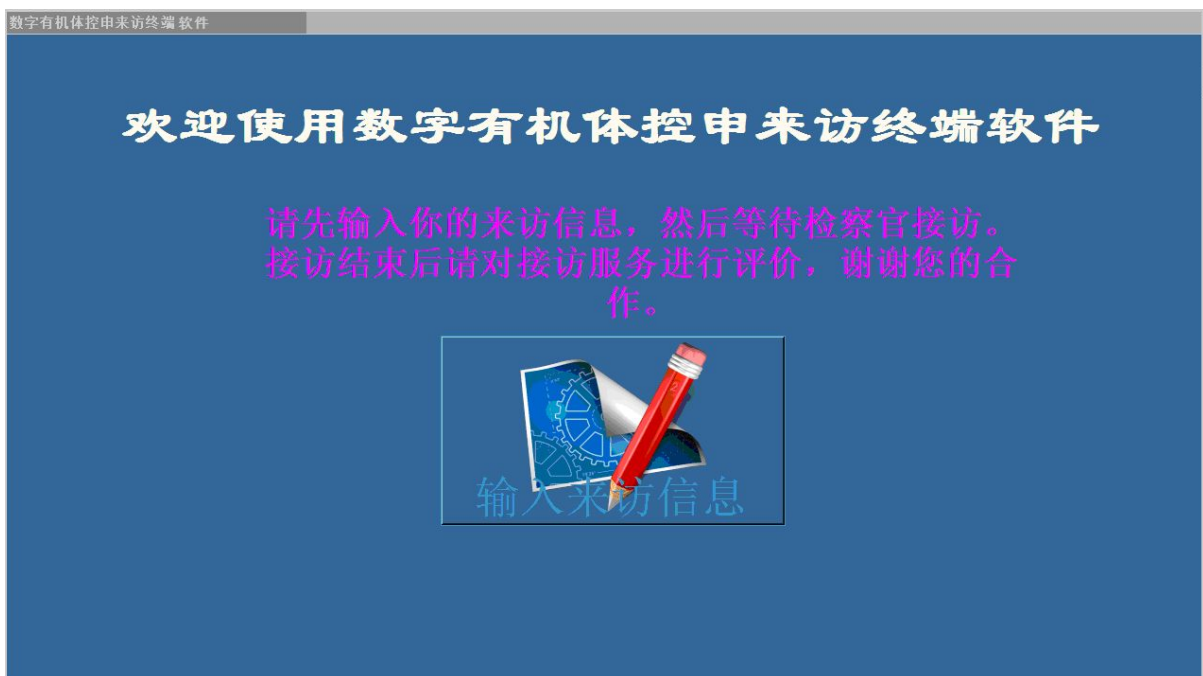 数字有机体控申来访终端软件
欢迎使用数字有机体控申来访终端软件
请先输入你的来访信息，然后等待检察官接访。
接访结束后请对接访服务进行评价，谢谢您的合
作。
2
输入来访信息